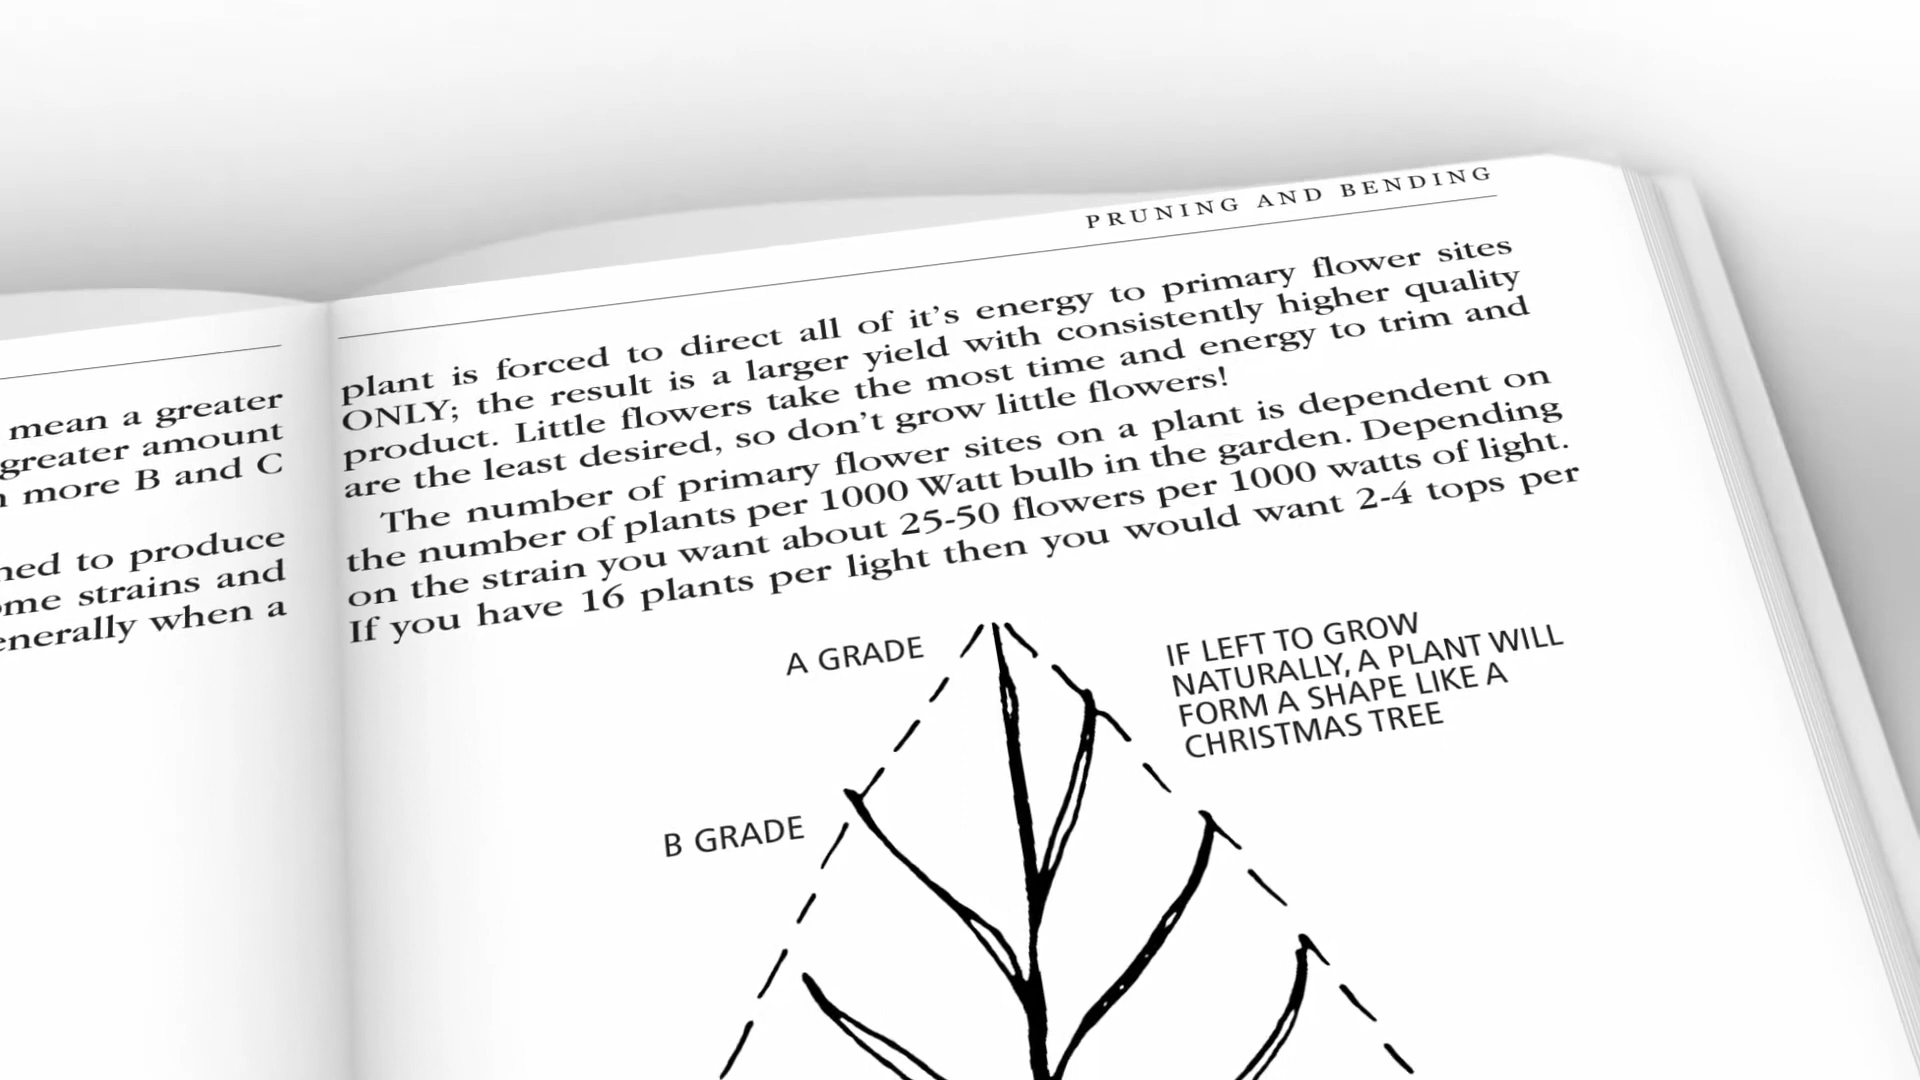 mean a greater
greater amount
more B and C
to produce
strains and
when a
PRUNING AND BENDING
plant is forced to direct all of it's energy to primary flower sites
ONLY; the result is a larger yield with consistently higher quality
product. Little flowers take the most time and energy to trim and
are the least desired, so don't grow little flowers!
The number of primary flower sites on a plant is dependent on
the number of plants per 1000 Watt bulb in the garden. Depending
on the strain you want about 25-50 flowers per 1000 watts of light.
If you have 16 plants per light then you would want 2-4 tops per
A GRADE
IF LEFT TO GROW
NATURALLY, A PLANT WILL
FORM A SHAPE LIKE A
CHRISTMAS TREE
B GRADE